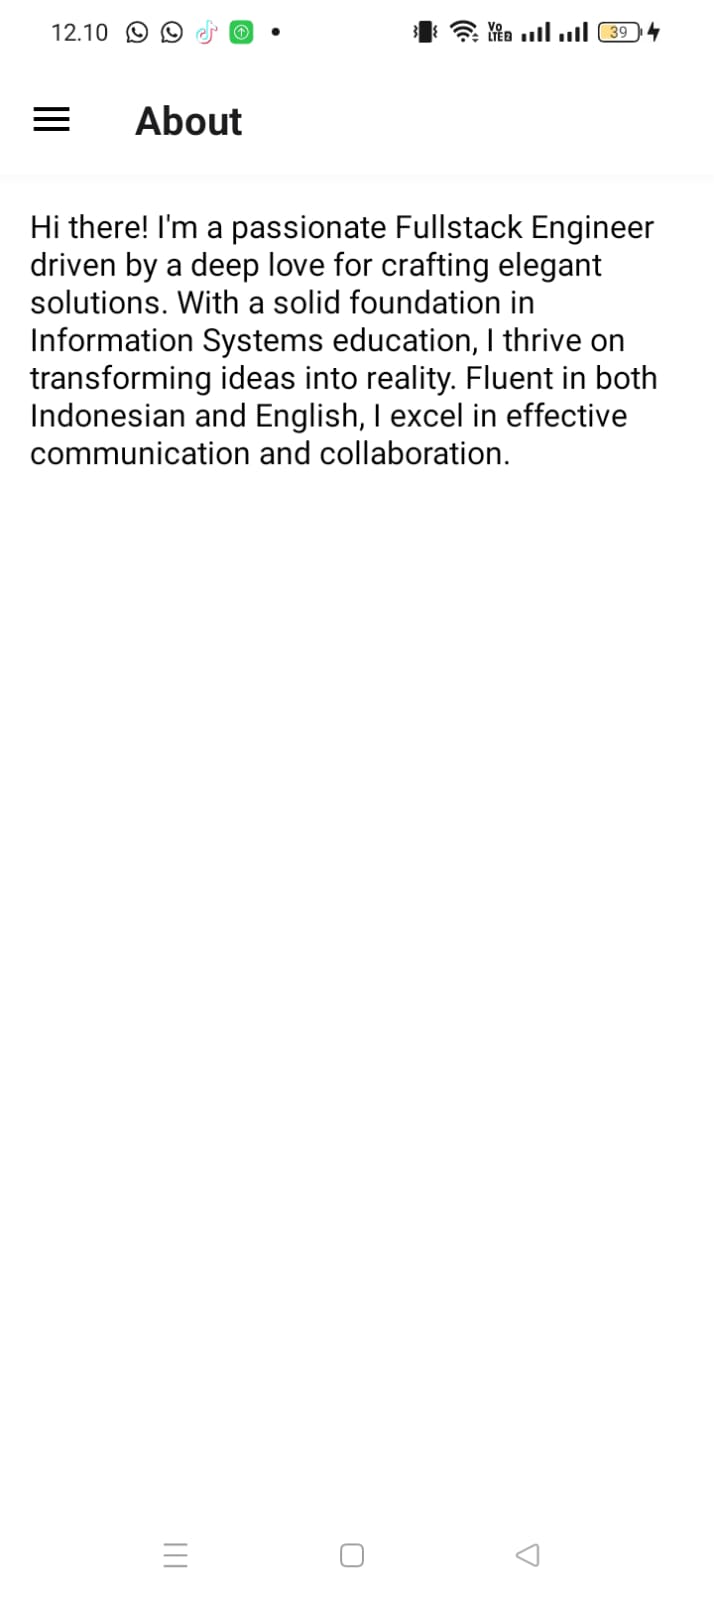 12.10
VO LTE 39
About
Hi there! I'm a passionate Fullstack Engineer
driven by a deep love for crafting elegant
solutions. With a solid foundation in
Information Systems education, I thrive on
transforming ideas into reality. Fluent in both
Indonesian and English, I excel in effective
communication and collaboration.